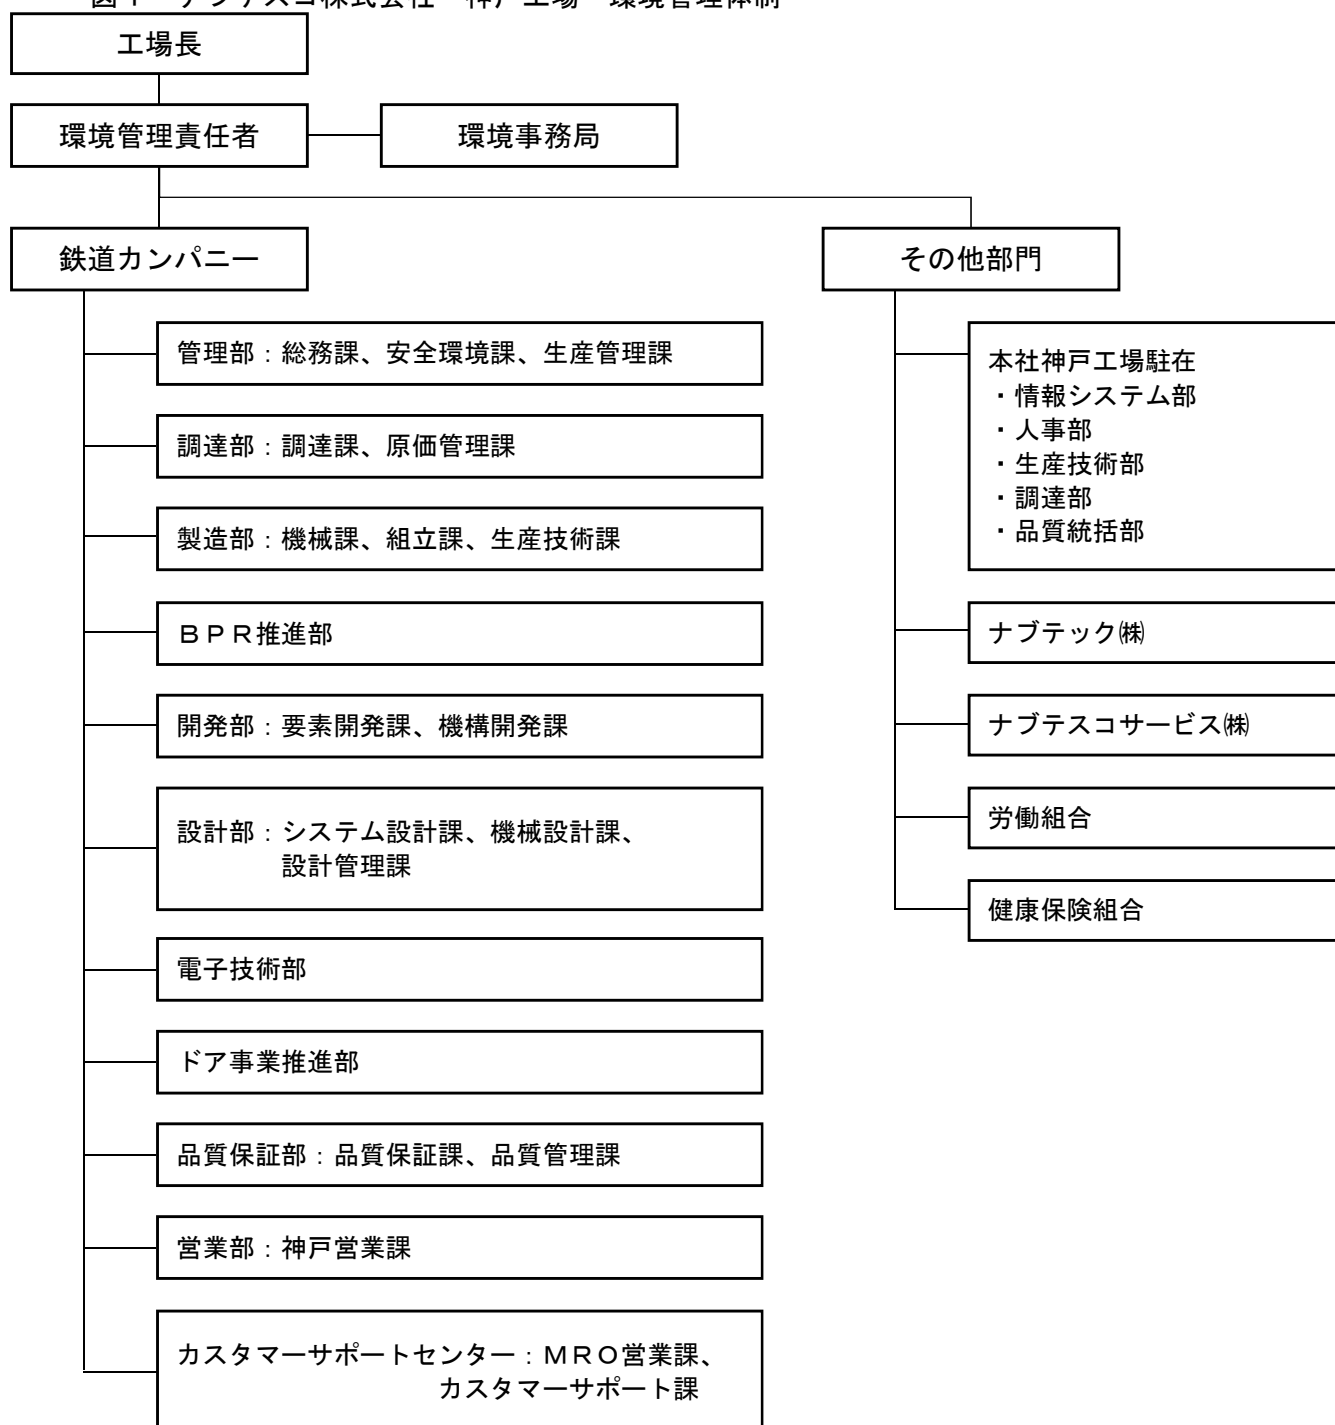 工場長
環境管理責任者
環境事務局
鉄道カンパニー
管理部：総務課、安全環境課、生産管理課
調達部：調達課、原価管理課
製造部：機械課、組立課、生産技術課
ＢＰＲ推進部
開発部：要素開発課、機構開発課
設計部：システム設計課、機械設計課、
設計管理課
電子技術部
ドア事業推進部
品質保証部：品質保証課、品質管理課
営業部：神戸営業課
カスタマーサポートセンター：ＭＲＯ営業課、
カスタマーサポート課
その他部門
本社神戸工場駐在
・情報システム部
・人事部
・生産技術部
・調達部
・品質統括部
ナブテック㈱
ナブテスコサービス㈱
労働組合
健康保険組合